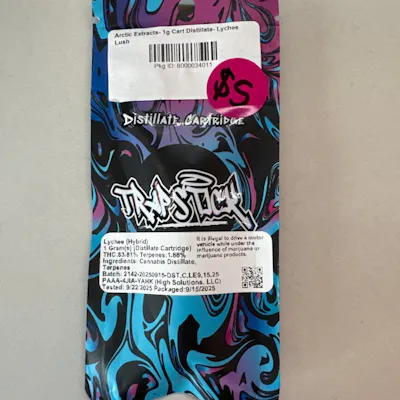 Arctic Extracts- 1g Cart Distillate- Lychee
Lush
Pkg ID: 6000034011
$5
Distillate Cartridge
TRAPSTICK
Lychee (Hybrid)
1 Gram(s) (Distillate Cartridge)
THC:83.81% Terpenes:1.88%
Ingredients: Cannabis Distillate,
Terpenes
Batch: 2142-20250915-DST,C,LE9,15,25
PAAA-4JIA-YAHK (High Solutions, LLC)
Tested: 9/22/2025 Packaged:9/15/2025
It is illegal to drive a motor
vehicle while under the
influence of marijuana or
marijuana products.